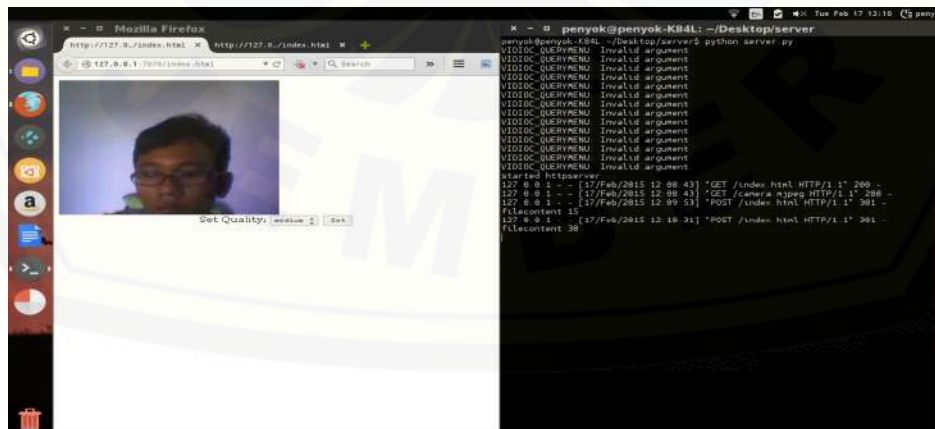 Tue Feb 17 12:10
Mozilla Firefox
http://127.0…/index.html × http://127.0…/index.html × +
127.0.0.1:7070/index.html
Search
Set Quality: medium Set
penyok@penyok-K84L: ~/Desktop/server
penyok@penyok-K84L ~/Desktop/server$ python server py
VIDIOC_QUERYMENU: Invalid argument
VIDIOC_QUERYMENU: Invalid argument
VIDIOC_QUERYMENU: Invalid argument
VIDIOC_QUERYMENU: Invalid argument
VIDIOC_QUERYMENU: Invalid argument
VIDIOC_QUERYMENU: Invalid argument
VIDIOC_QUERYMENU: Invalid argument
VIDIOC_QUERYMENU: Invalid argument
VIDIOC_QUERYMENU: Invalid argument
VIDIOC_QUERYMENU: Invalid argument
VIDIOC_QUERYMENU: Invalid argument
VIDIOC_QUERYMENU: Invalid argument
VIDIOC_QUERYMENU: Invalid argument
VIDIOC_QUERYMENU: Invalid argument
started httpserver
127 0 0 1 - - [17/Feb/2015 12 08 43] "GET /index html HTTP/1 1" 200 -
127 0 0 1 - - [17/Feb/2015 12 08 43] "GET /camera mjpeg HTTP/1 1" 200 -
127 0 0 1 - - [17/Feb/2015 12 09 53] "POST /index html HTTP/1 1" 301 -
filecontent 15
127 0 0 1 - - [17/Feb/2015 12 10 31] "POST /index html HTTP/1 1" 301 -
filecontent 30